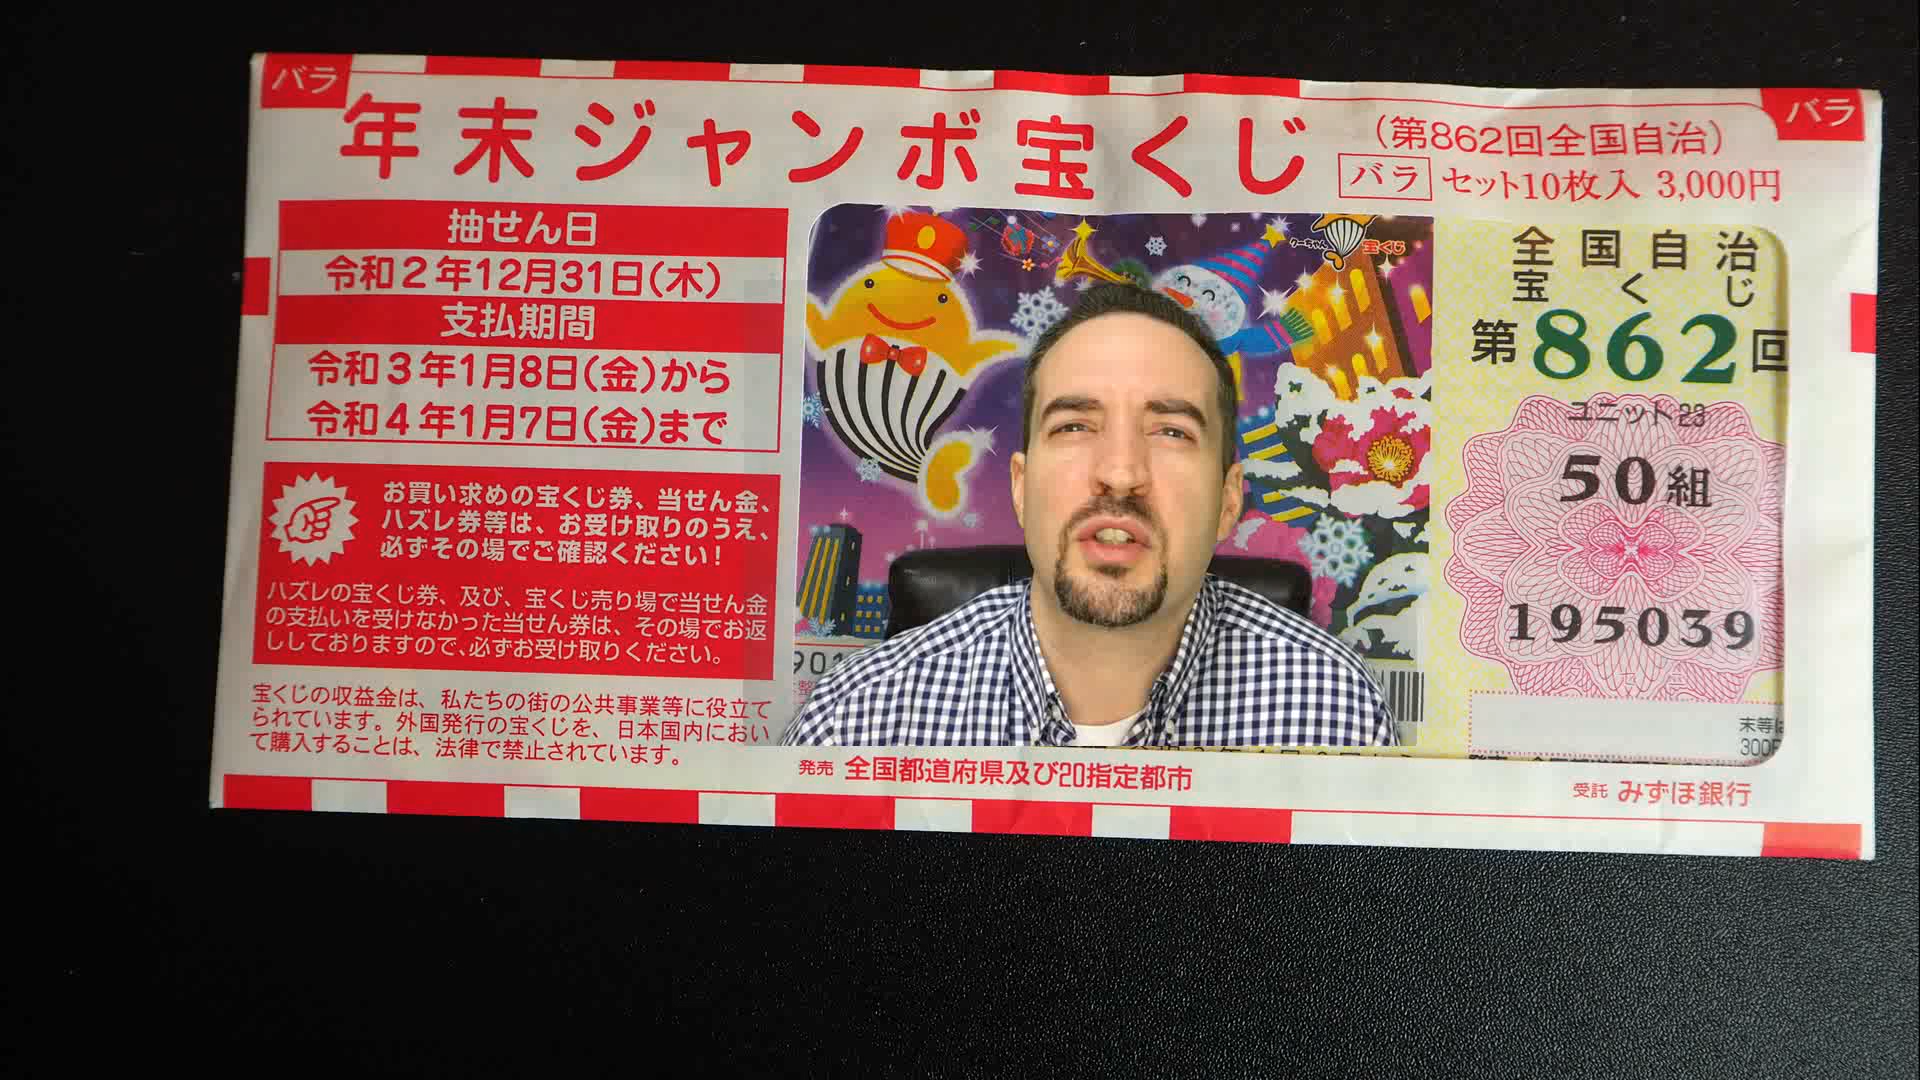 バラ
バラ
年末ジャンボ宝くじ
(第862回全国自治)
バラ セット10枚入 3,000円
抽せん日
令和2年12月31日(木)
支払期間
令和3年1月8日(金)から
令和4年1月7日(金)まで
お買い求めの宝くじ券、当せん金、
ハズレ券等は、お受け取りのうえ、
必ずその場でご確認ください!
ハズレの宝くじ券、及び、宝くじ売り場で当せん金
の支払いを受けなかった当せん券は、その場でお返
ししておりますので、必ずお受け取りください。
宝くじの収益金は、私たちの街の公共事業等に役立て
られています。外国発行の宝くじを、日本国内におい
て購入することは、法律で禁止されています。
クーちゃん
宝くじ
全国自治
宝くじ
第862回
ユニット23
50組
195039
末等は
300円
901
発売 全国都道府県及び20指定都市
受託 みずほ銀行